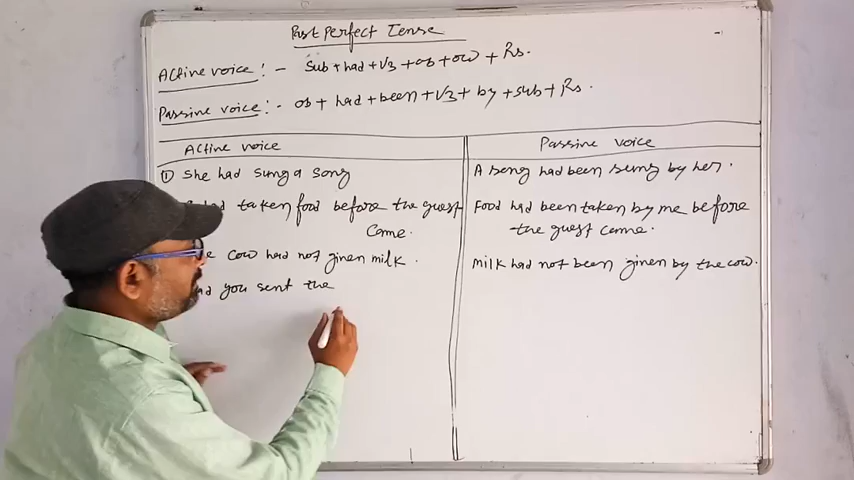 Past Perfect Tense
Active voice :- Sub + had + V3 + ob + ow + Rs.
Passive voice :- ob + had + been + V3 + by + sub + Rs.
Active voice
Passive voice
① She had sung a song
A song had been sung by her.
had taken food before the guest
came.
Food had been taken by me before
the guest came.
cow had not given milk.
Milk had not been given by the cow.
you sent the